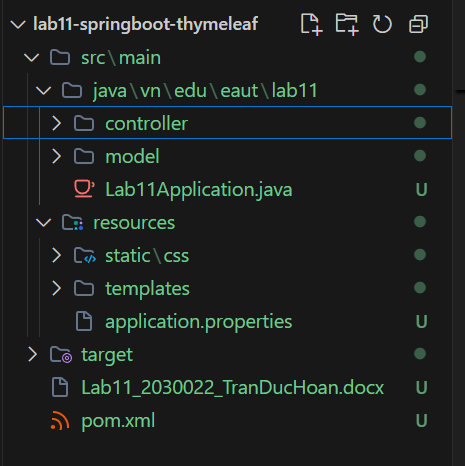 lab11-springboot-thymeleaf
src\main
java\vn\edu\eaut\lab11
controller
model
Lab11Application.java U
resources
static\css
templates
application.properties U
target
Lab11_2030022_TranDucHoan.docx U
pom.xml U